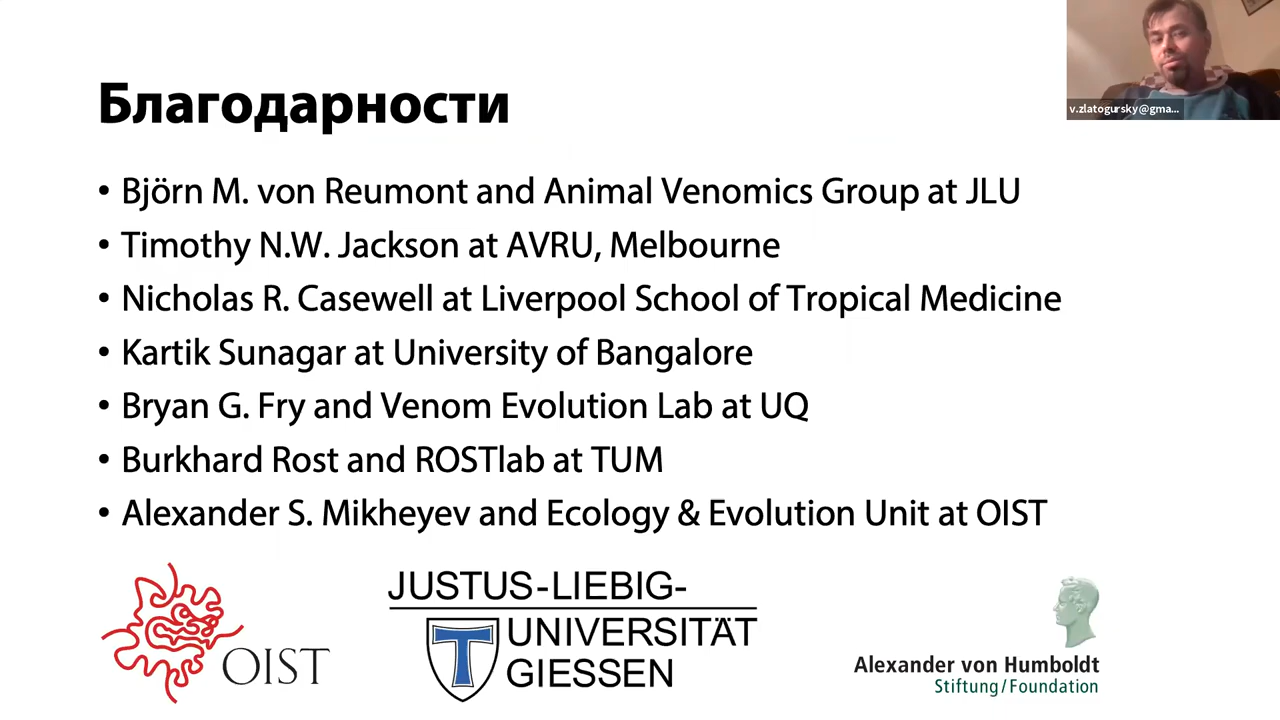 Благодарности
v.zlatogursky@gma...
• Björn M. von Reumont and Animal Venomics Group at JLU
• Timothy N.W. Jackson at AVRU, Melbourne
• Nicholas R. Casewell at Liverpool School of Tropical Medicine
• Kartik Sunagar at University of Bangalore
• Bryan G. Fry and Venom Evolution Lab at UQ
• Burkhard Rost and ROSTlab at TUM
• Alexander S. Mikheyev and Ecology & Evolution Unit at OIST
OIST
JUSTUS-LIEBIG-
UNIVERSITÄT
GIESSEN
Alexander von Humboldt
Stiftung/Foundation